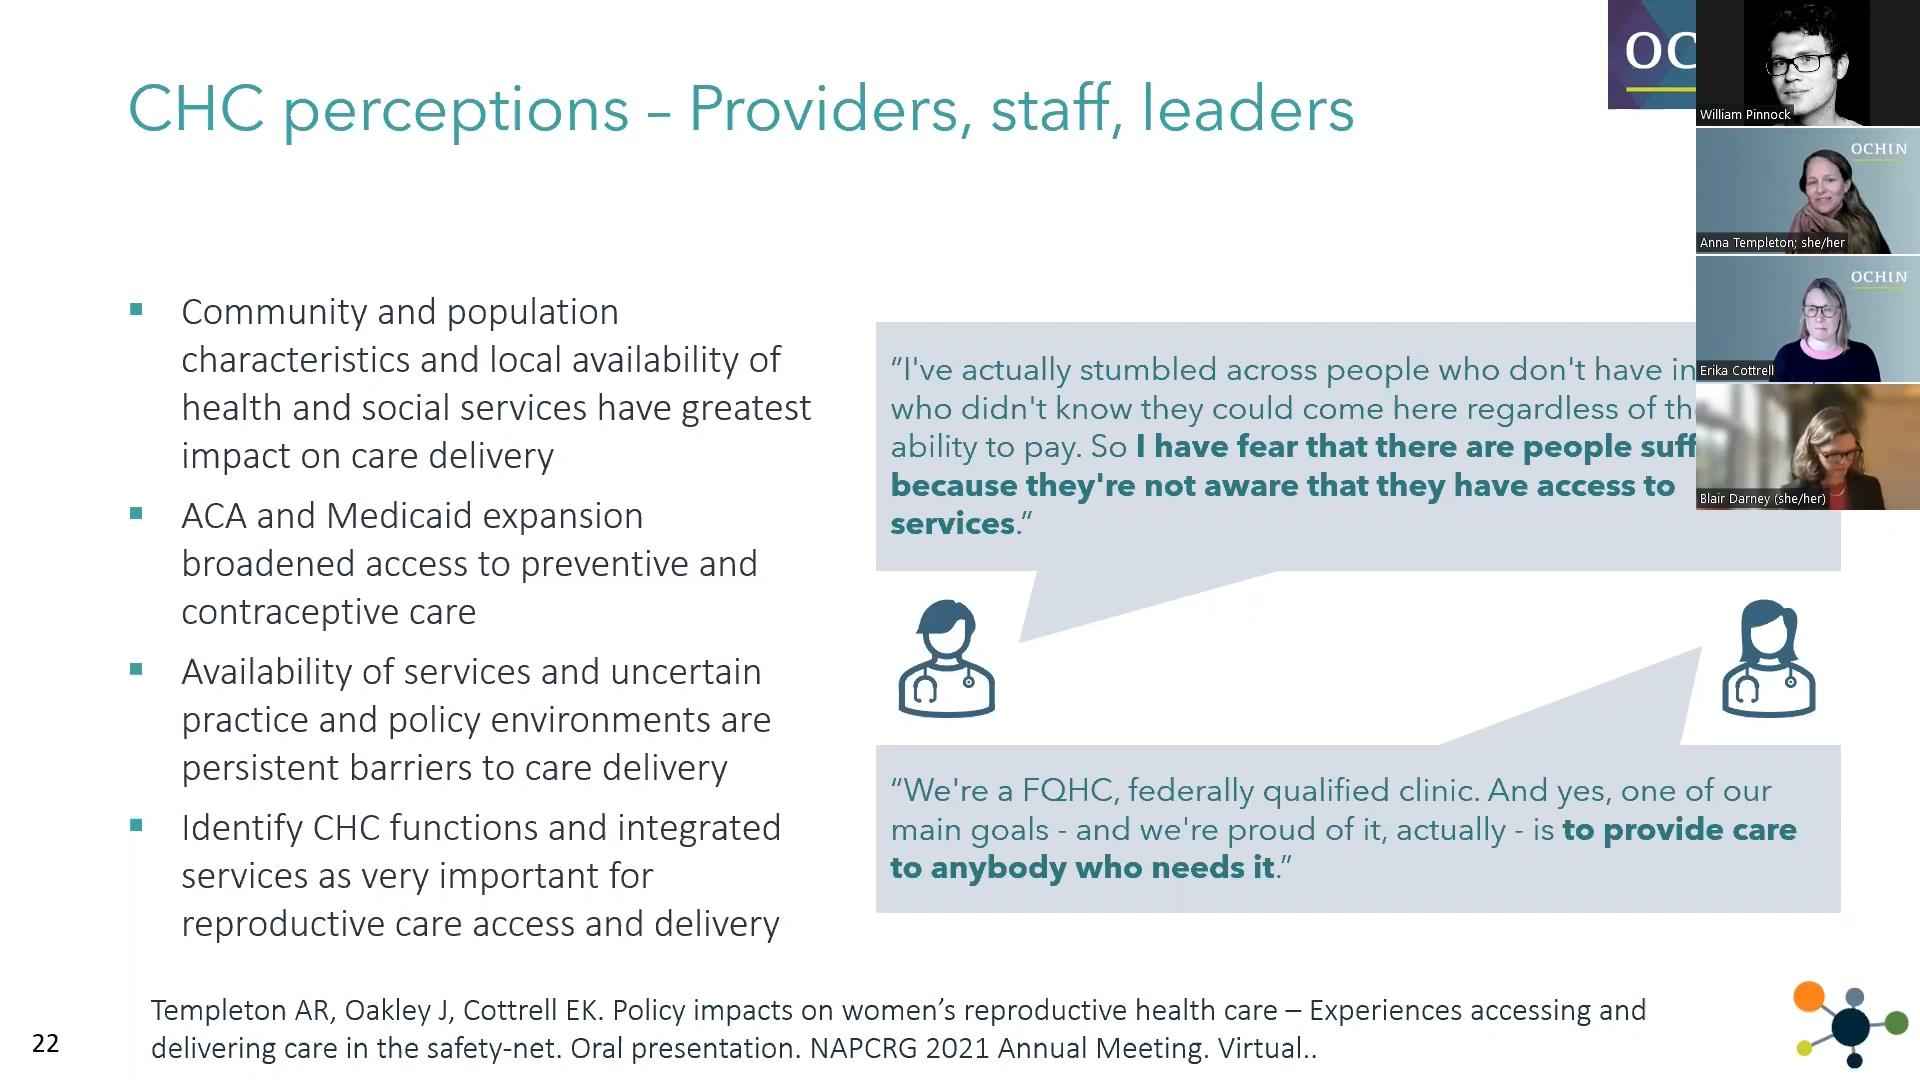 CHC perceptions – Providers, staff, leaders
Community and population
characteristics and local availability of
health and social services have greatest
impact on care delivery
ACA and Medicaid expansion
broadened access to preventive and
contraceptive care
Availability of services and uncertain
practice and policy environments are
persistent barriers to care delivery
Identify CHC functions and integrated
services as very important for
reproductive care access and delivery
“I've actually stumbled across people who don't have
who didn't know they could come here regardless of
ability to pay. So I have fear that there are people
because they're not aware that they have access to
services.”
“We're a FQHC, federally qualified clinic. And yes, one of our
main goals - and we're proud of it, actually - is to provide care
to anybody who needs it.”
Templeton AR, Oakley J, Cottrell EK. Policy impacts on women’s reproductive health care – Experiences accessing and
delivering care in the safety-net. Oral presentation. NAPCRG 2021 Annual Meeting. Virtual..
22
William Pinnock
OCHIN
Anna Templeton; she/her
OCHIN
Erika Cottrell
Blair Darney (she/her)